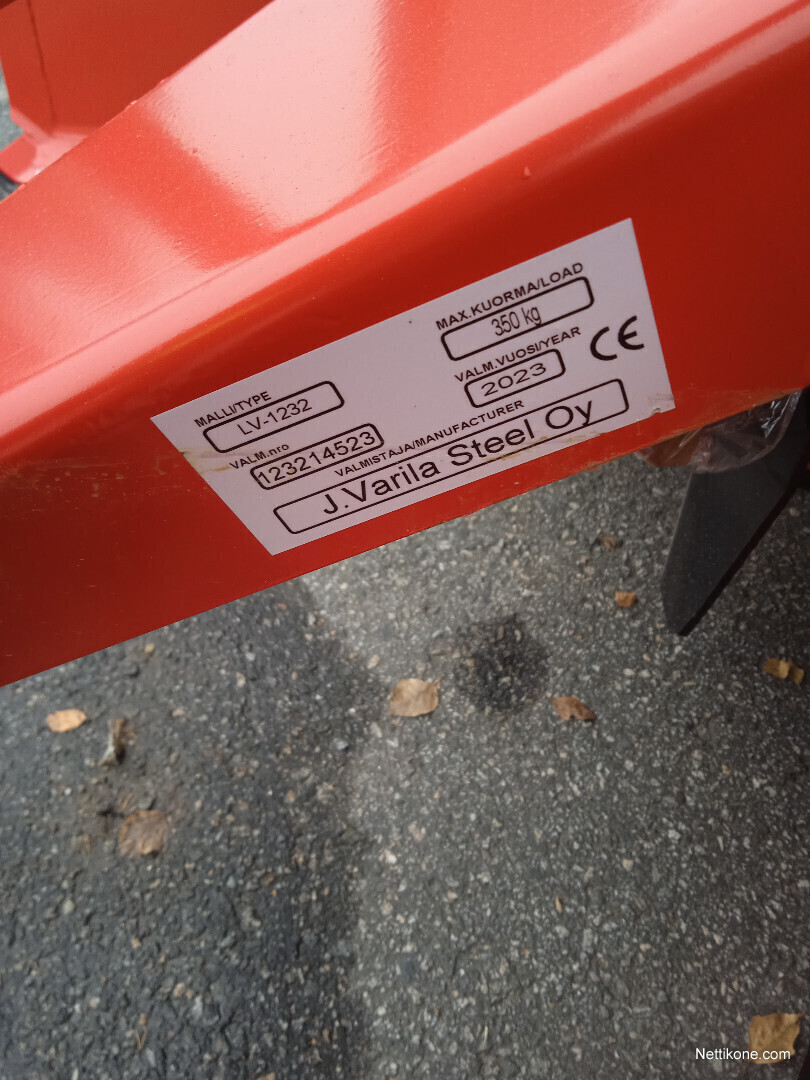 MALLI/TYPE
LV-1232
MAX.KUORMA/LOAD
350 kg
VALM.nro
123214523
VALM.VUOSI/YEAR
2023
CE
VALMISTAJA/MANUFACTURER
J.Varila Steel Oy
Nettikone.com